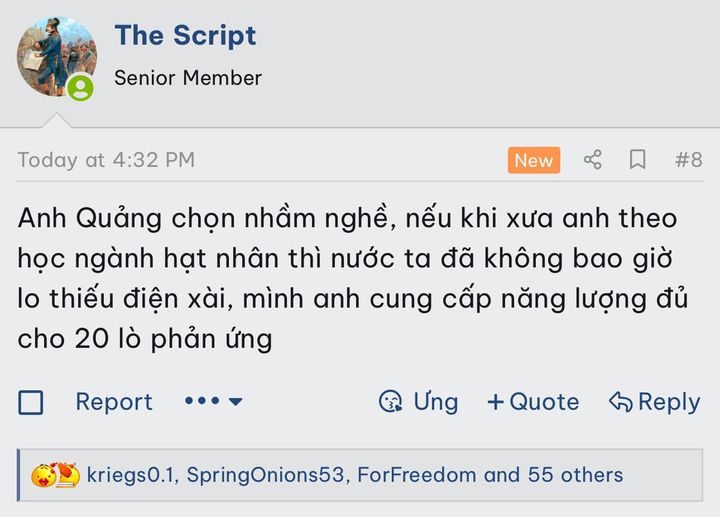 The Script
Senior Member
Today at 4:32 PM New #8
Anh Quảng chọn nhầm nghề, nếu khi xưa anh theo
học ngành hạt nhân thì nước ta đã không bao giờ
lo thiếu điện xài, mình anh cung cấp năng lượng đủ
cho 20 lò phản ứng
Report Ưng +Quote Reply
kriegs0.1, SpringOnions53, ForFreedom and 55 others